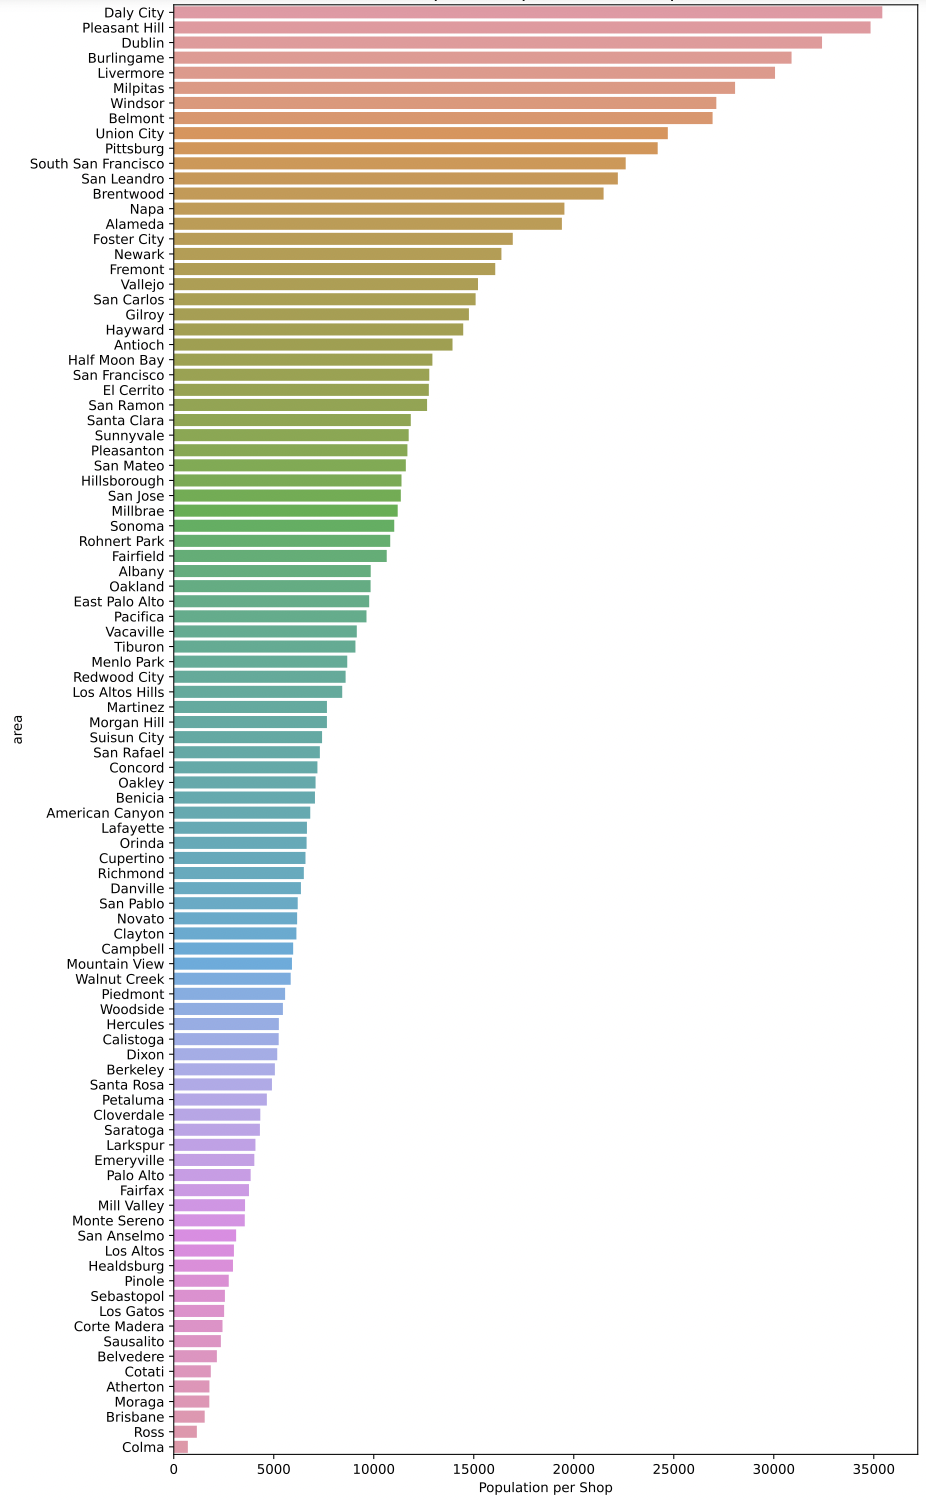 Daly City
Pleasant Hill
Dublin
Burlingame
Livermore
Milpitas
Windsor
Belmont
Union City
Pittsburg
South San Francisco
San Leandro
Brentwood
Napa
Alameda
Foster City
Newark
Fremont
Vallejo
San Carlos
Gilroy
Hayward
Antioch
Half Moon Bay
San Francisco
El Cerrito
San Ramon
Santa Clara
Sunnyvale
Pleasanton
San Mateo
Hillsborough
San Jose
Millbrae
Sonoma
Rohnert Park
Fairfield
Albany
Oakland
East Palo Alto
Pacifica
Vacaville
Tiburon
Menlo Park
Redwood City
Los Altos Hills
Martinez
Morgan Hill
area
Suisun City
San Rafael
Concord
Oakley
Benicia
American Canyon
Lafayette
Orinda
Cupertino
Richmond
Danville
San Pablo
Novato
Clayton
Campbell
Mountain View
Walnut Creek
Piedmont
Woodside
Hercules
Calistoga
Dixon
Berkeley
Santa Rosa
Petaluma
Cloverdale
Saratoga
Larkspur
Emeryville
Palo Alto
Fairfax
Mill Valley
Monte Sereno
San Anselmo
Los Altos
Healdsburg
Pinole
Sebastopol
Los Gatos
Corte Madera
Sausalito
Belvedere
Cotati
Atherton
Moraga
Brisbane
Ross
Colma
0 5000 10000 15000 20000 25000 30000 35000
Population per Shop